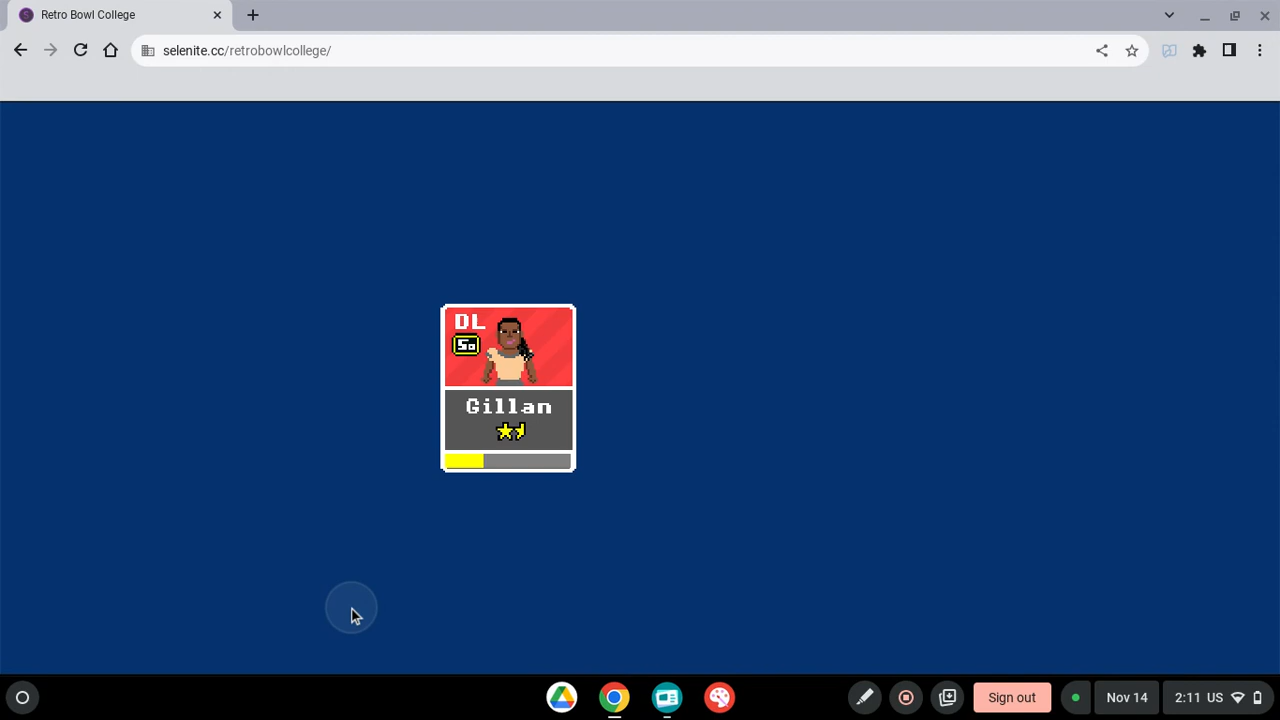 Retro Bowl College
selenite.cc/retrobowlcollege/
DL
So
Gillan
Sign out
Nov 14
2:11 US